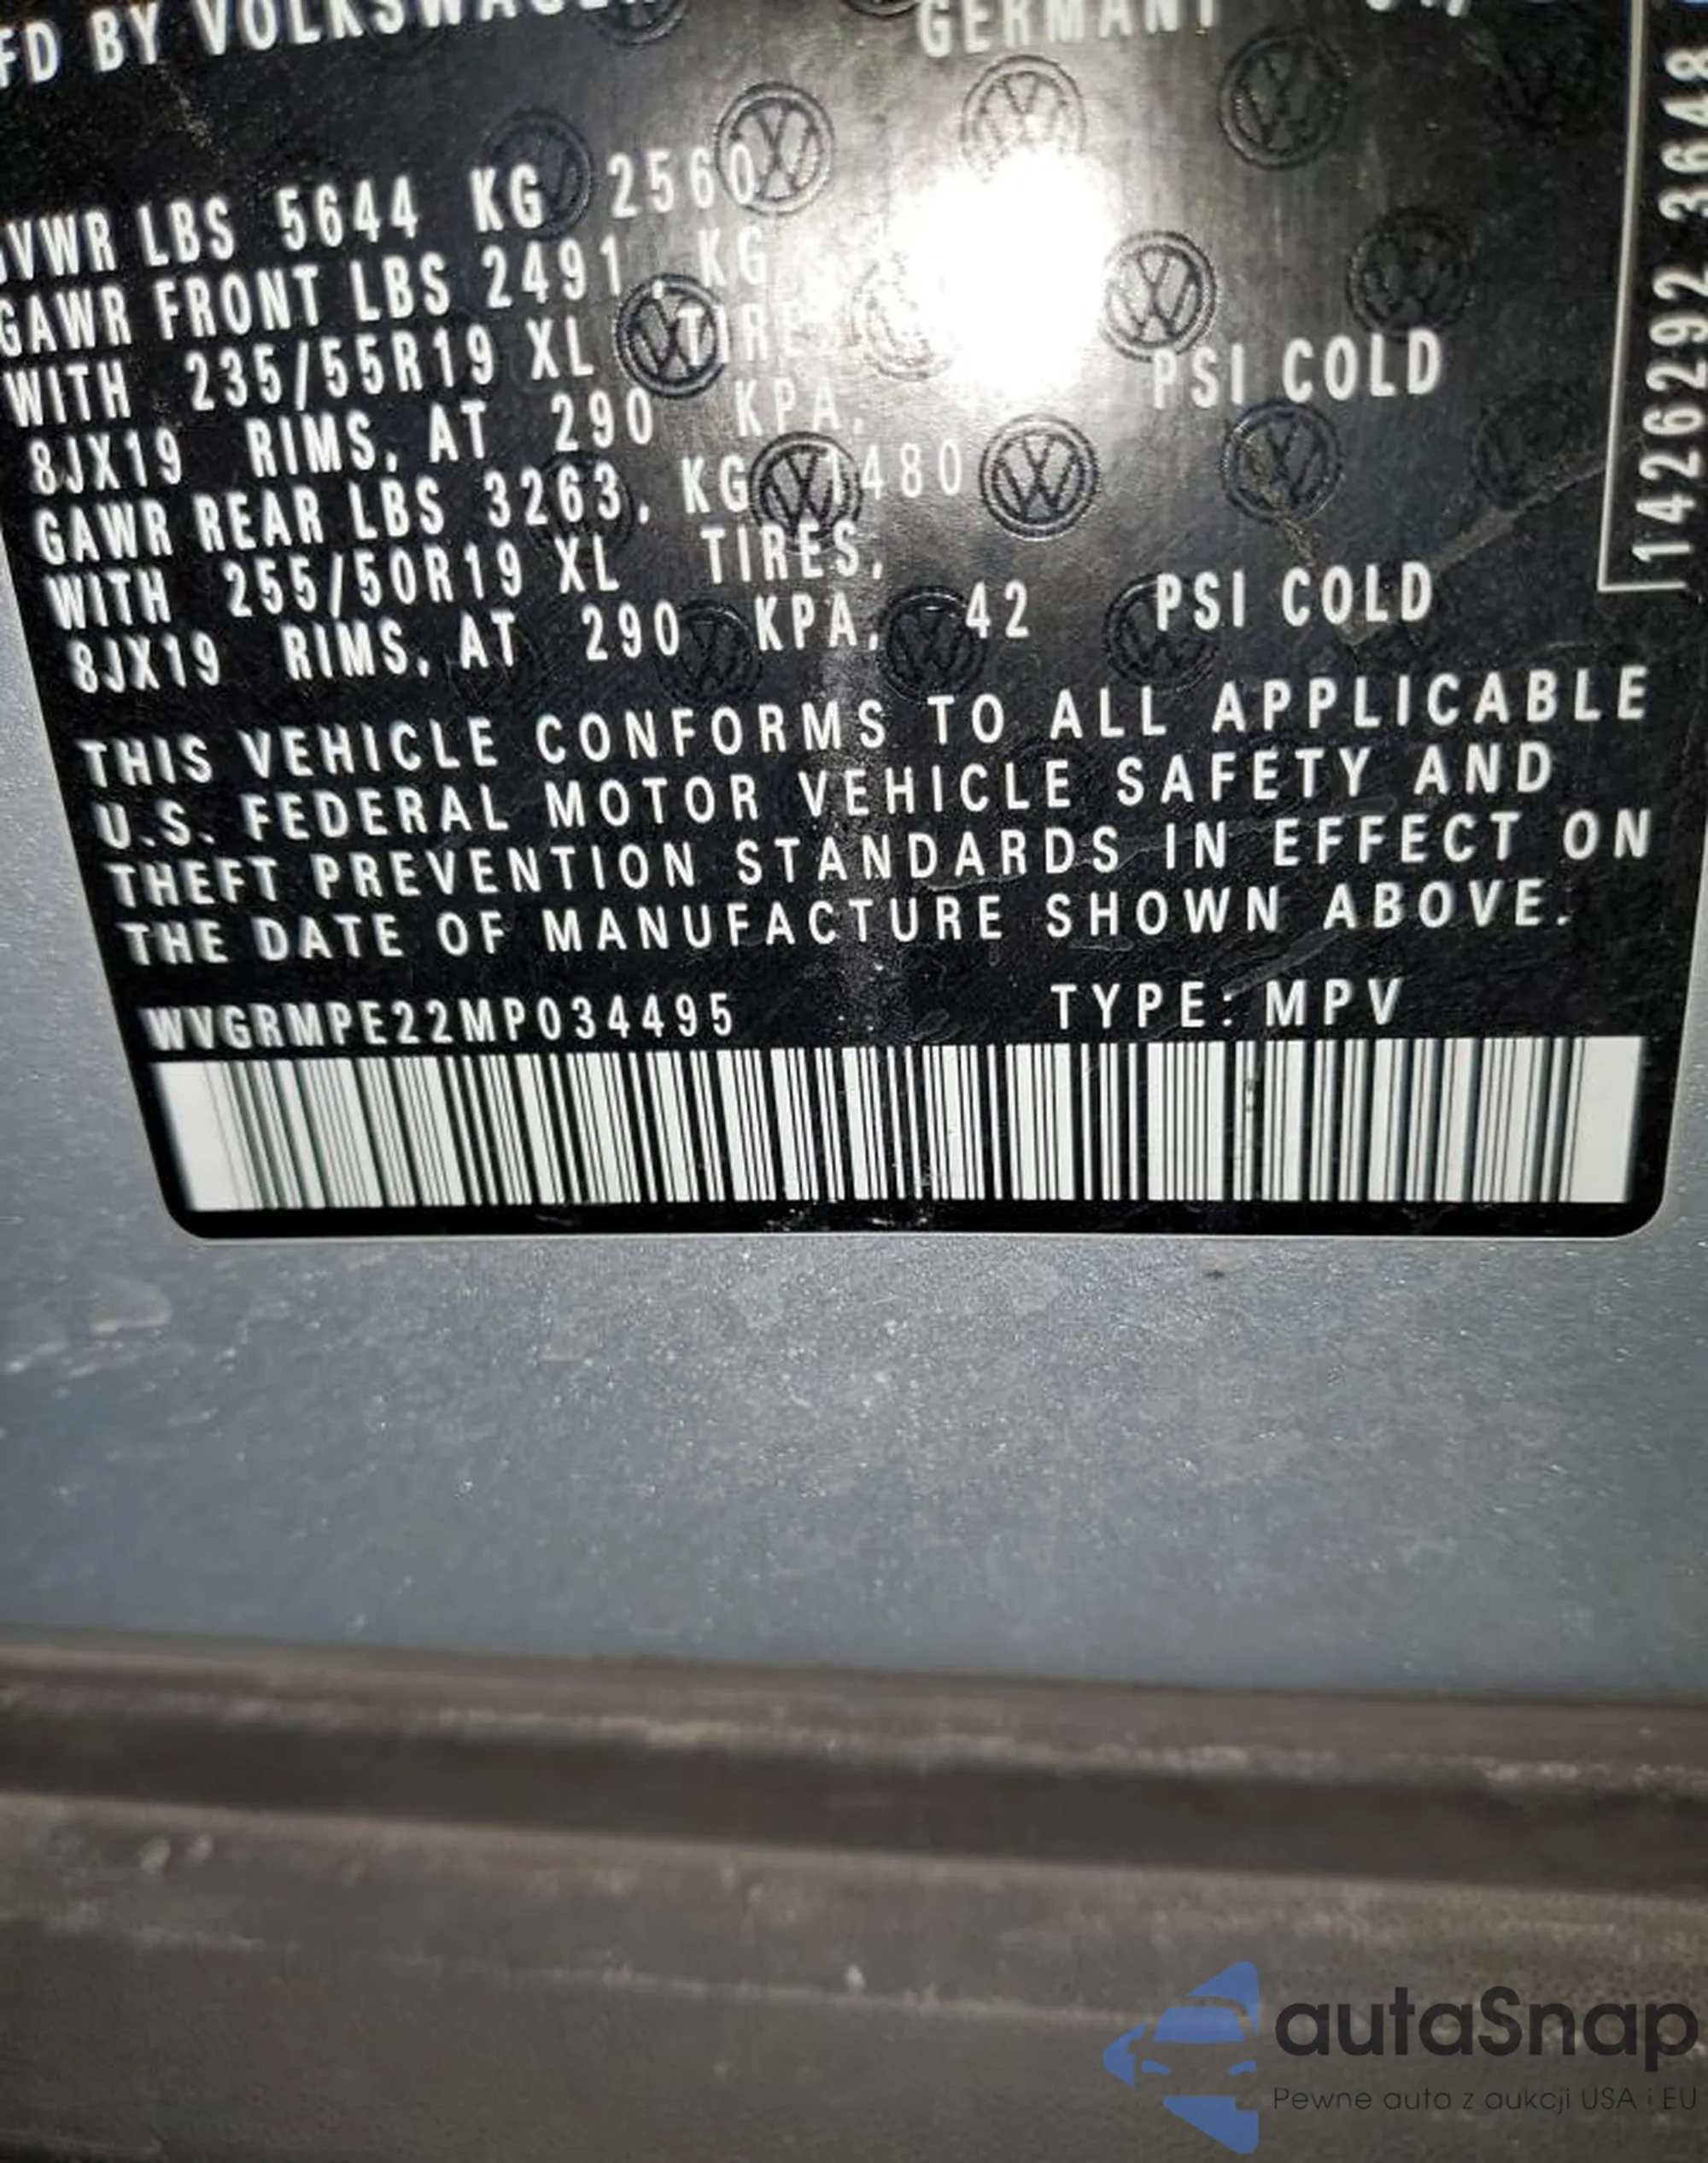 FD BY VOLKSWAGEN
GERMANY
GVWR LBS 5644 KG 2560
GAWR FRONT LBS 2491, KG
WITH 235/55R19 XL TIRES
8JX19 RIMS, AT 290 KPA, PSI COLD
GAWR REAR LBS 3263, KG 1480
WITH 255/50R19 XL TIRES,
8JX19 RIMS, AT 290 KPA, 42 PSI COLD
THIS VEHICLE CONFORMS TO ALL APPLICABLE
U.S. FEDERAL MOTOR VEHICLE SAFETY AND
THEFT PREVENTION STANDARDS IN EFFECT ON
THE DATE OF MANUFACTURE SHOWN ABOVE.
WVGRMPE22MP034495 TYPE: MPV
1426292 3648
autaSnap
Pewne auta z aukcji USA i EU